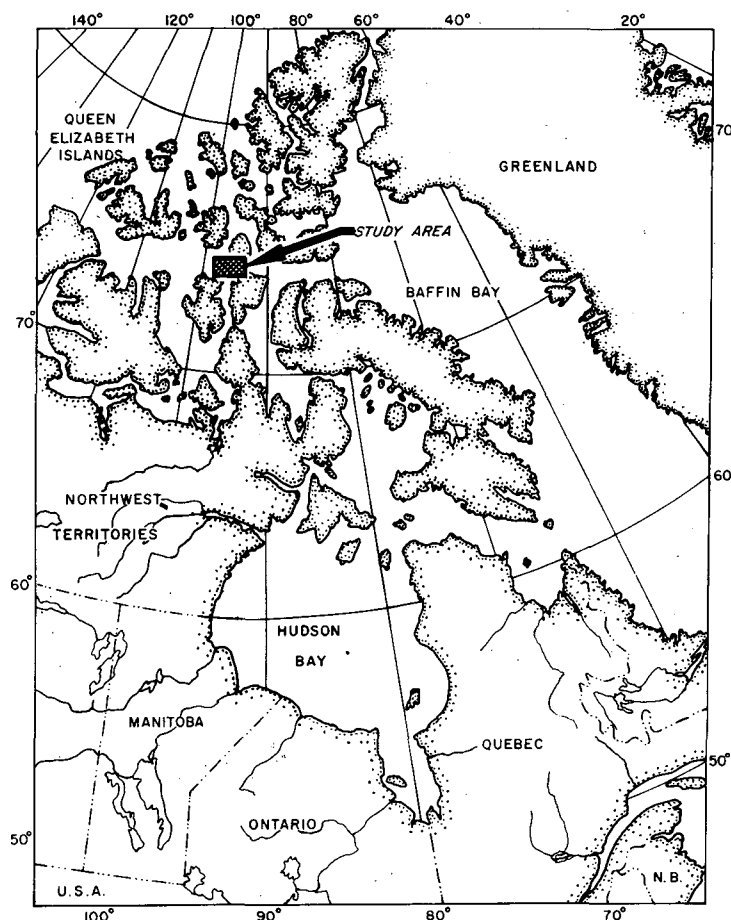 140° 120° 100° 80° 60° 40° 20°
QUEEN
ELIZABETH
ISLANDS
70°
GREENLAND
STUDY AREA
BAFFIN BAY
70°
NORTHWEST
TERRITORIES
60°
60°
HUDSON
BAY
MANITOBA
QUEBEC
50°
ONTARIO
50°
U.S.A.
N.B.
100° 90° 80° 70°